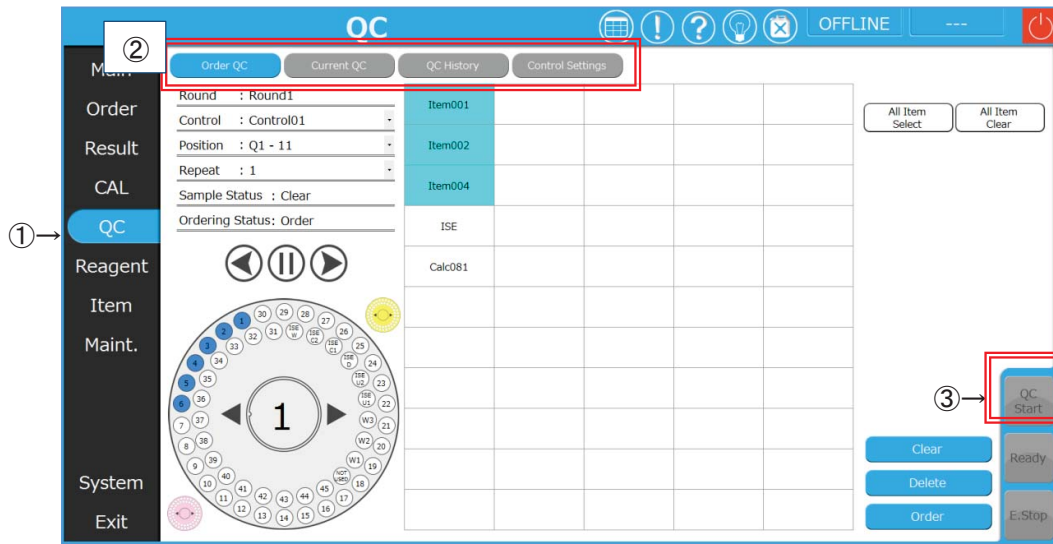 QC
OFFLINE
---
②
Main
Order
Result
CAL
①→
QC
Reagent
Item
Maint.
System
Exit
Order QC
Current QC
QC History
Control Settings
Round : Round1
Control : Control01
Position : Q1 - 11
Repeat : 1
Sample Status : Clear
Ordering Status: Order
Item001
Item002
Item004
ISE
Calc081
All Item
Select
All Item
Clear
1
2
3
4
5
6
7
8
9
10
11
12
13
14
15
16
17
18
19
20
21
22
23
24
25
26
27
28
29
30
31
32
33
34
35
36
37
38
39
40
41
42
43
44
45
NOT
USED
W1
W2
W3
ISE
U1
ISE
U2
ISE
D
ISE
C1
ISE
C2
ISE
W
1
③→
QC
Start
Ready
E.Stop
Clear
Delete
Order